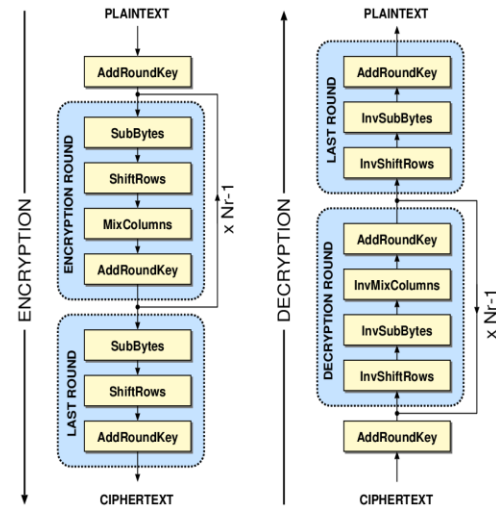 PLAINTEXT
AddRoundKey
SubBytes
ShiftRows
MixColumns
AddRoundKey
ENCRYPTION ROUND
x Nr-1
SubBytes
ShiftRows
AddRoundKey
LAST ROUND
CIPHERTEXT
ENCRYPTION
PLAINTEXT
AddRoundKey
InvSubBytes
InvShiftRows
LAST ROUND
AddRoundKey
InvMixColumns
InvSubBytes
InvShiftRows
DECRYPTION ROUND
x Nr-1
AddRoundKey
CIPHERTEXT
DECRYPTION